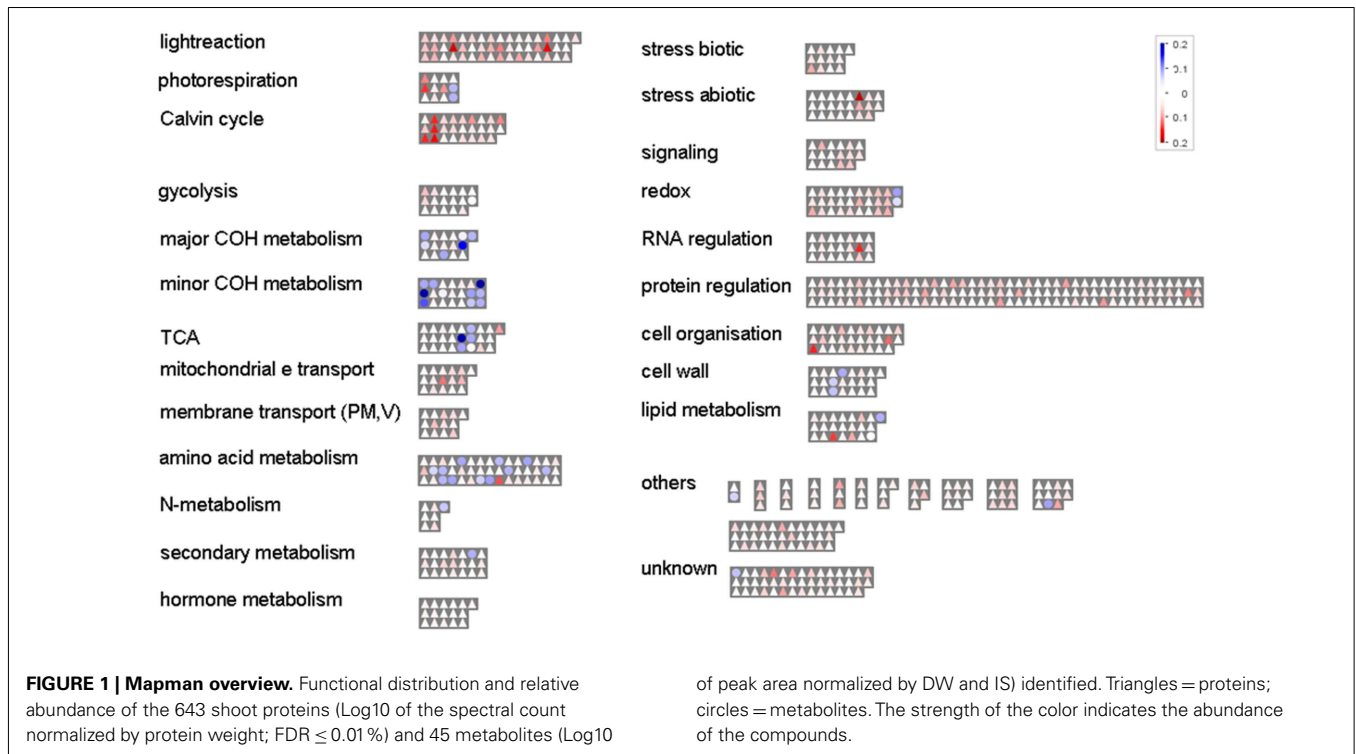 lightreaction
photorespiration
Calvin cycle
gycolysis
major COH metabolism
minor COH metabolism
TCA
mitochondrial e transport
membrane transport (PM,V)
amino acid metabolism
N-metabolism
secondary metabolism
hormone metabolism
stress biotic
stress abiotic
signaling
redox
RNA regulation
protein regulation
cell organisation
cell wall
lipid metabolism
others
unknown
0.2
0.1
0
0.1
0.2
FIGURE 1 | Mapman overview. Functional distribution and relative
abundance of the 643 shoot proteins (Log10 of the spectral count
normalized by protein weight; FDR ≤ 0.01%) and 45 metabolites (Log10
of peak area normalized by DW and IS) identified. Triangles = proteins;
circles = metabolites. The strength of the color indicates the abundance
of the compounds.